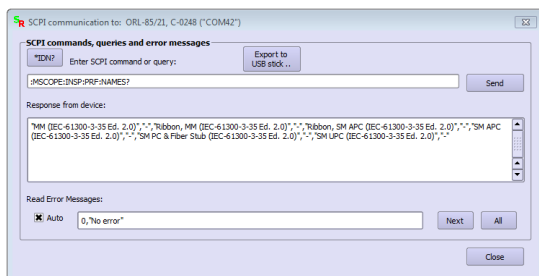 SR SCPI communication to: ORL-85/21, C-0248 ("COM42")
SCPI commands, queries and error messages
*IDN?
Enter SCPI command or query:
Export to
USB stick ..
:MSCOPE:INSP:PRF:NAMES?
Send
Response from device:
"MM (IEC-61300-3-35 Ed. 2.0)","-","Ribbon, MM (IEC-61300-3-35 Ed. 2.0)","-","Ribbon, SM APC (IEC-61300-3-35 Ed. 2.0)","-","SM APC
(IEC-61300-3-35 Ed. 2.0)","-","SM PC & Fiber Stub (IEC-61300-3-35 Ed. 2.0)","-","SM UPC (IEC-61300-3-35 Ed. 2.0)","-"
Read Error Messages:
Auto
0,"No error"
Next
All
Close